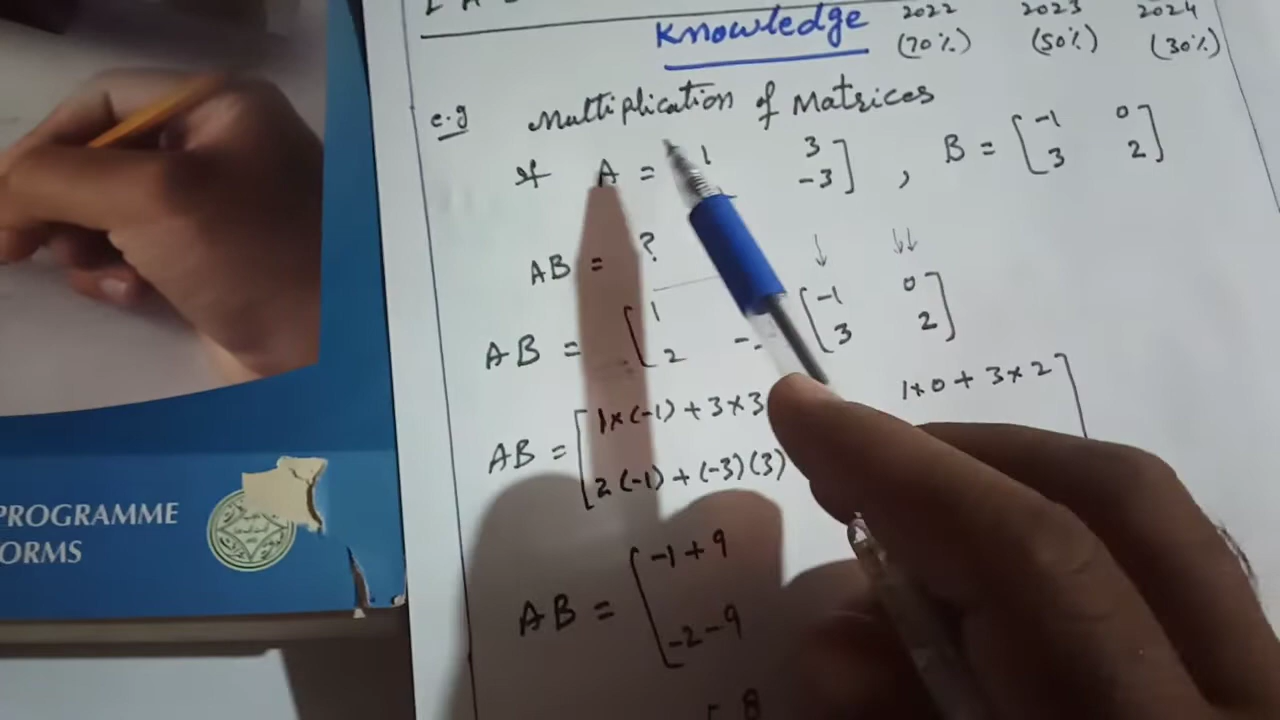 Knowledge 2022 2023 2024
(70%) (50%) (30%)
e.g Multiplication of Matrices
If A = 1 3 , B = [ -1 0 ]
-3 ] 3 2
AB = ?
AB = [ 1 [ -1 0 ]
2 - 3 2
AB = [ 1×(-1) + 3×3 1×0 + 3×2 ]
2(-1) + (-3)(3)
AB = [ -1 + 9
-2 - 9
[ 8
PROGRAMME
ORMS